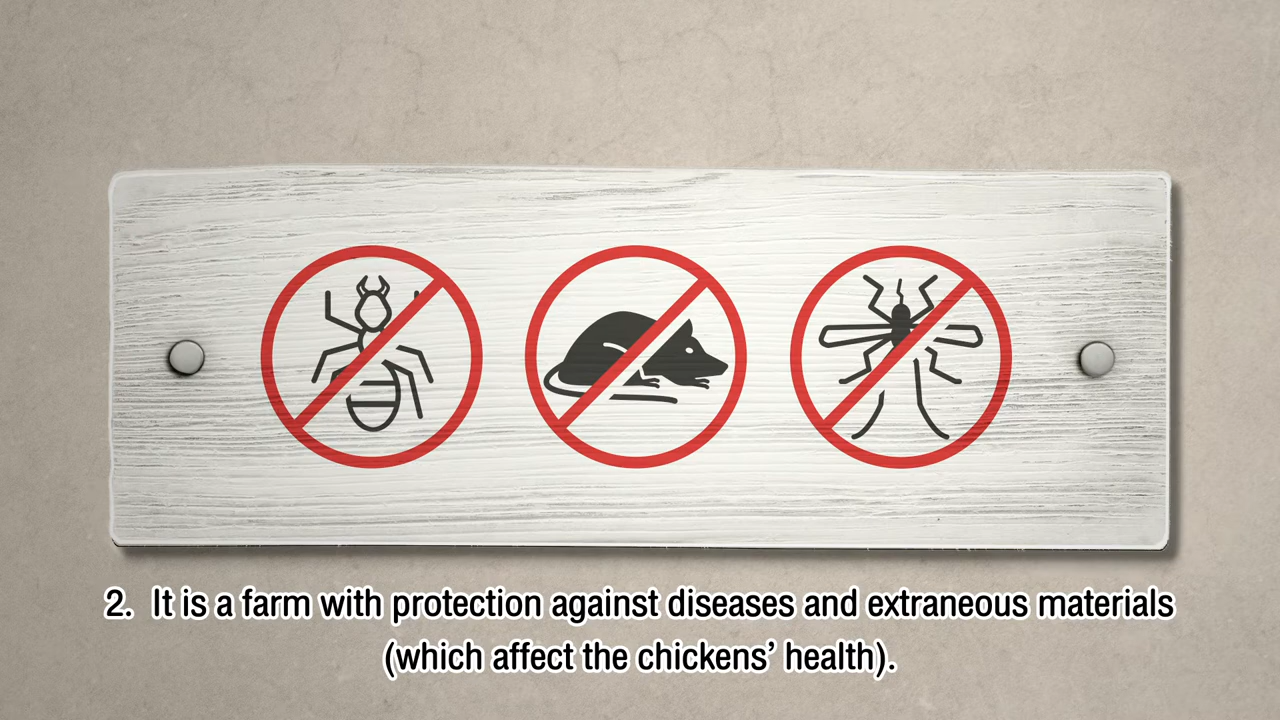 2. It is a farm with protection against diseases and extraneous materials
(which affect the chickens’ health).